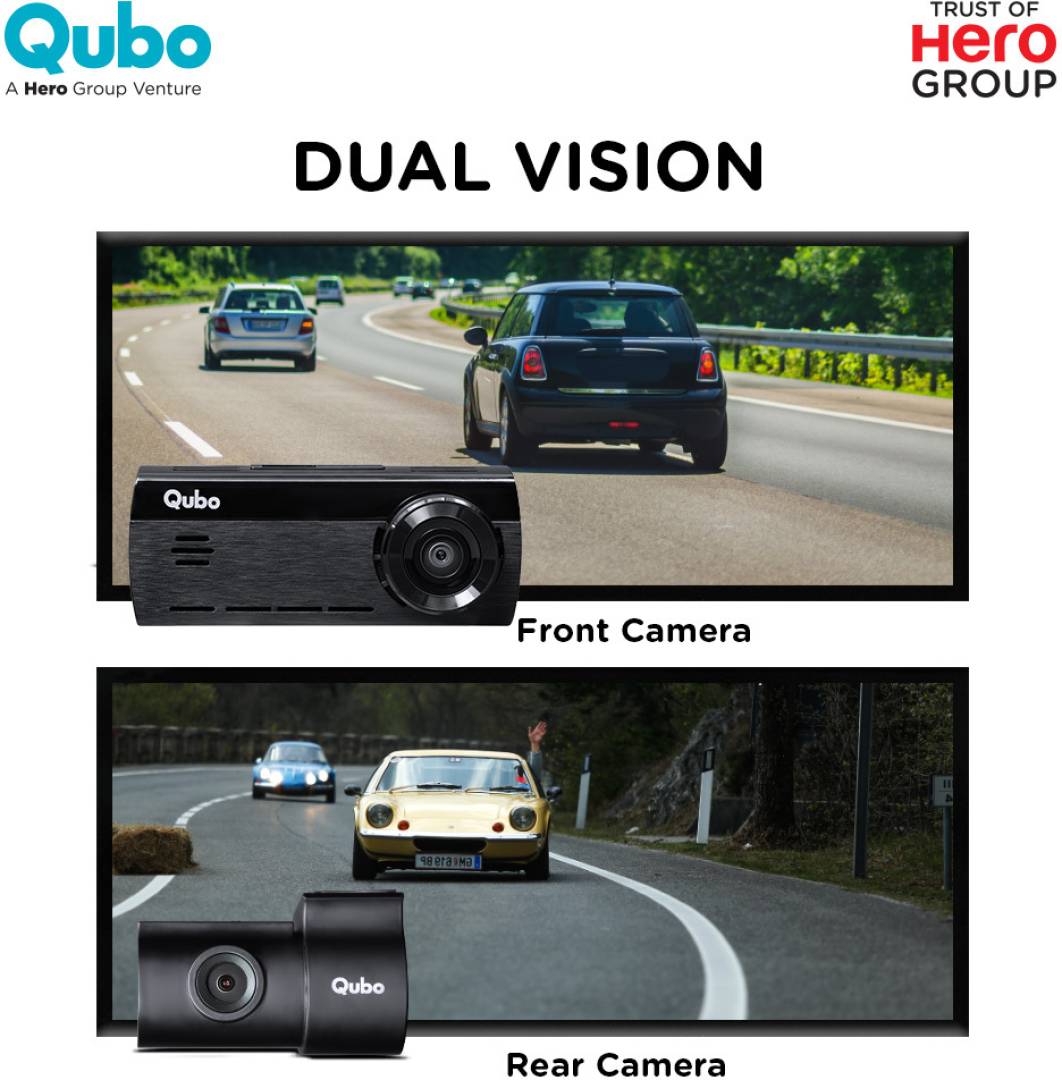 Qubo
A Hero Group Venture
TRUST OF
Hero
GROUP
DUAL VISION
Qubo
Front Camera
Qubo
Rear Camera